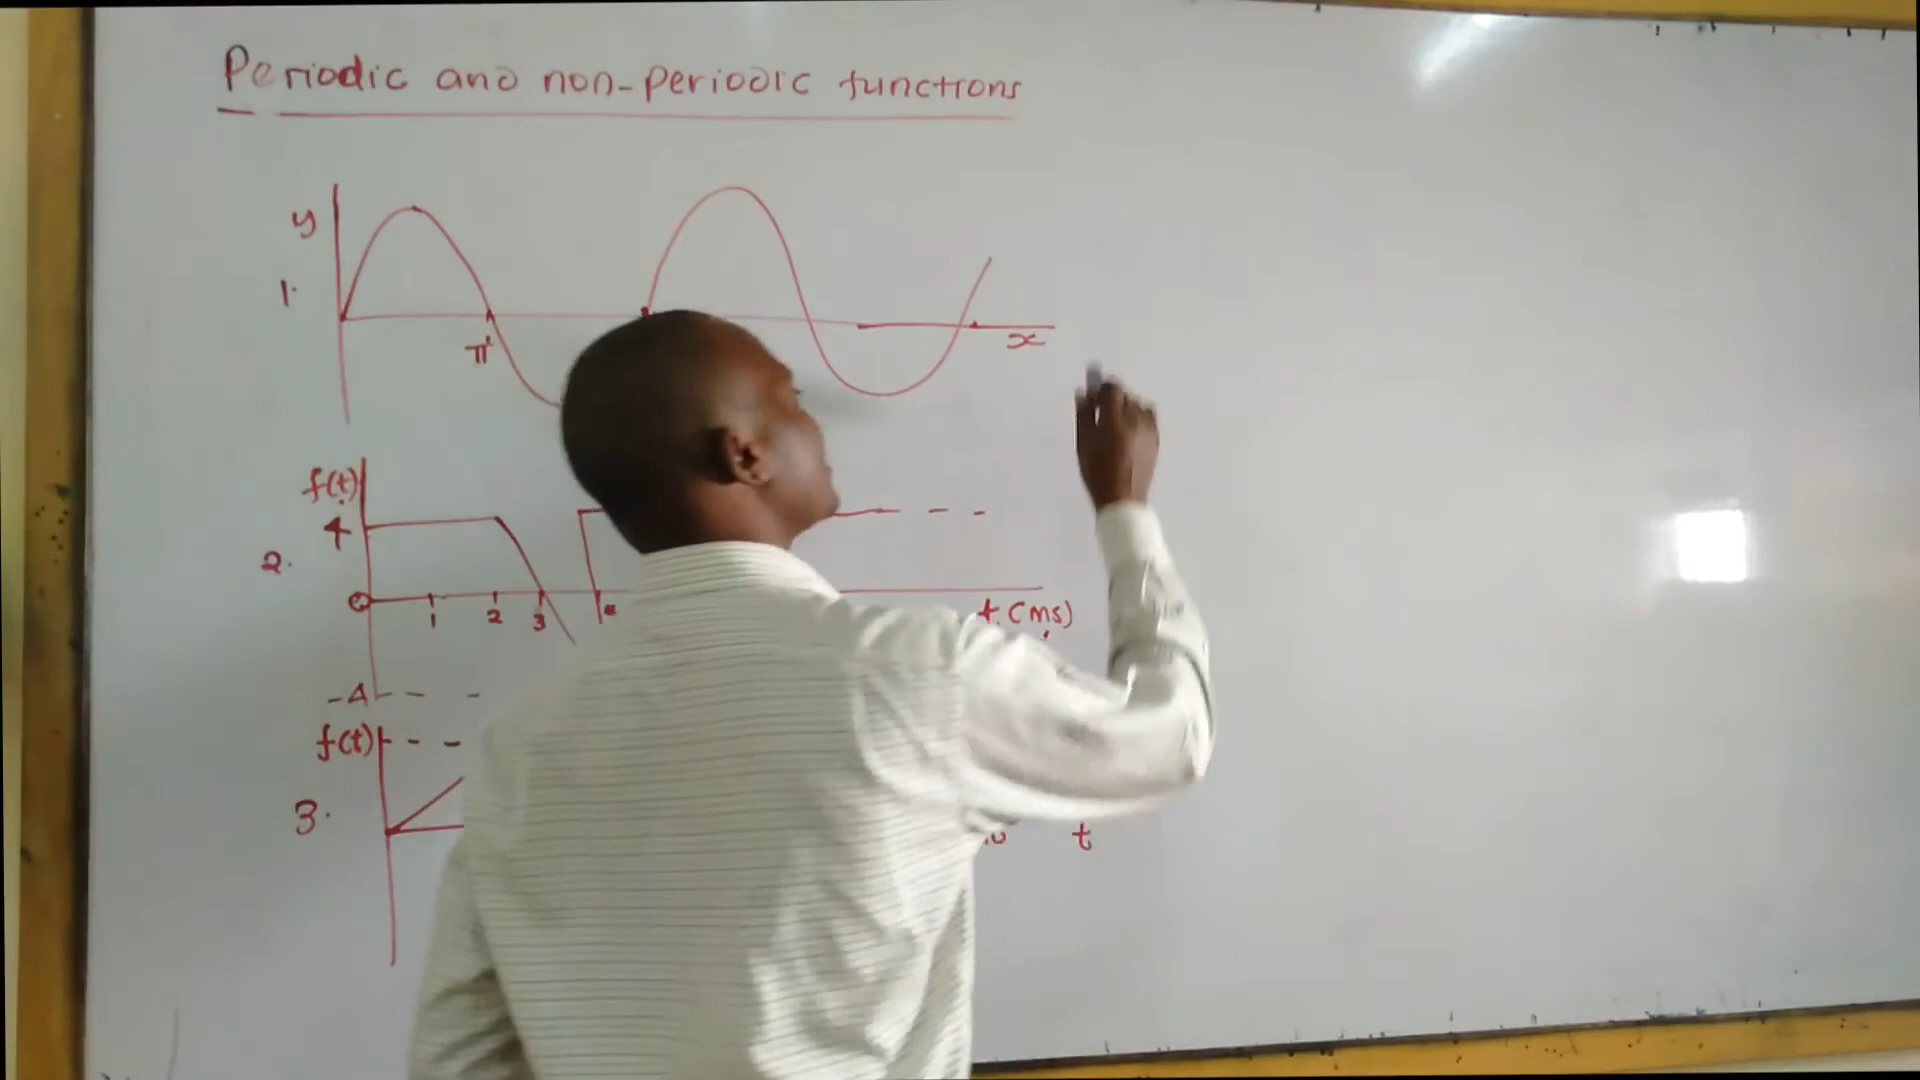 Periodic and non-periodic functions
y
1.
π
x
f(t)
4
2.
0
1 2 3
t (ms)
-4
f(t)
3.
t